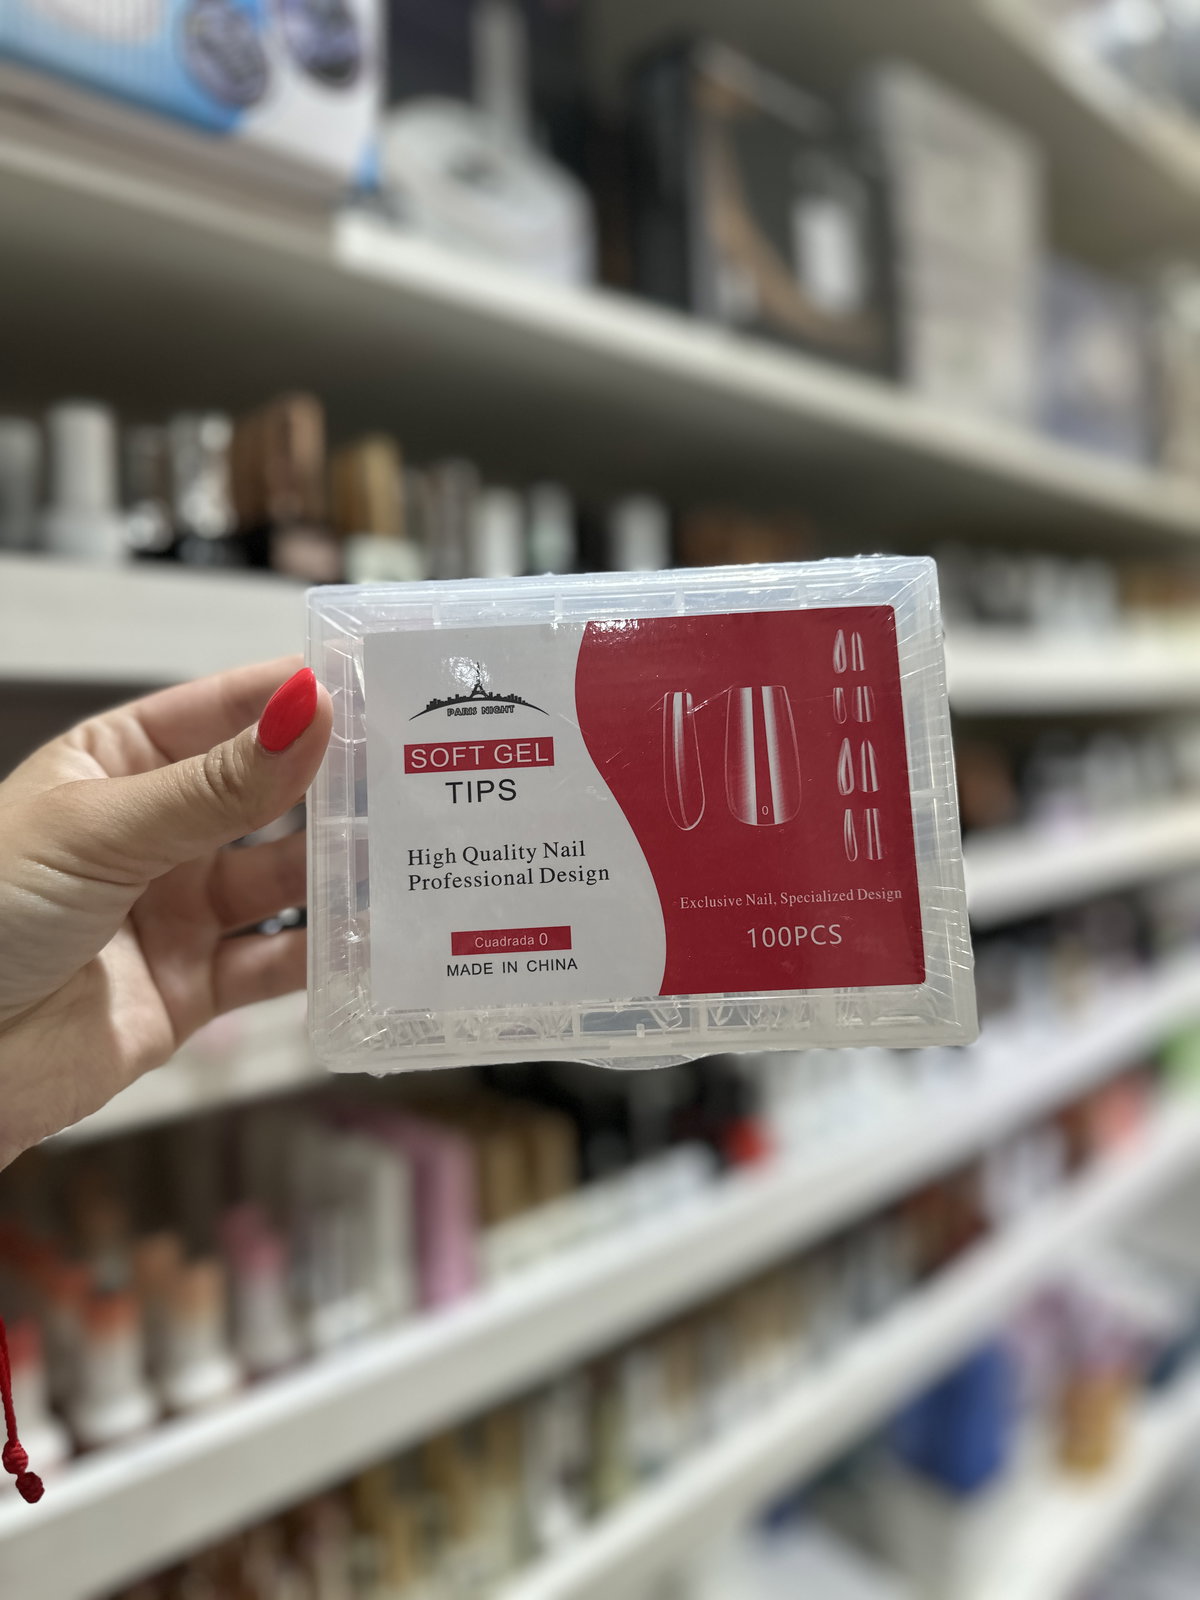 PARIS NIGHT
SOFT GEL
TIPS
High Quality Nail
Professional Design
Cuadrada 0
MADE IN CHINA
0
Exclusive Nail, Specialized Design
100PCS